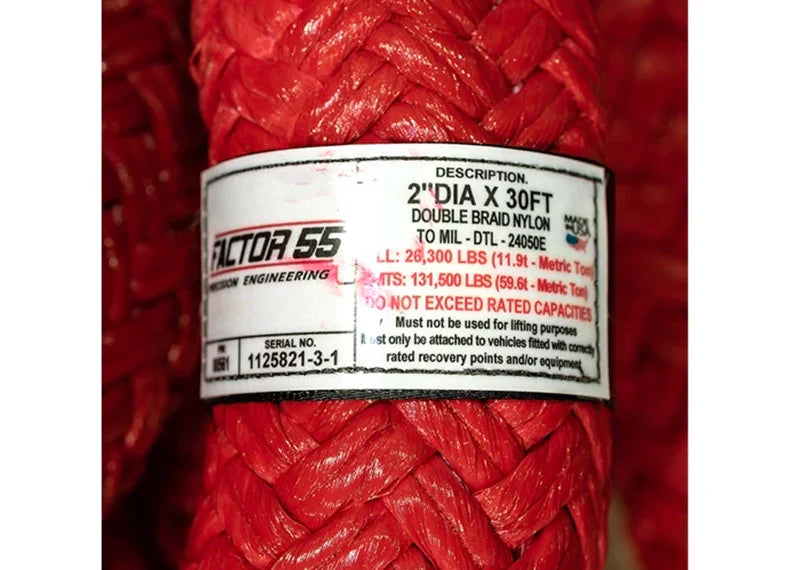 DESCRIPTION.
2"DIA X 30FT
DOUBLE BRAID NYLON
TO MIL - DTL - 24050E
MADE IN USA
LL: 26,300 LBS (11.9t - Metric Ton)
MTS: 131,500 LBS (59.6t - Metric Ton)
DO NOT EXCEED RATED CAPACITIES
Must not be used for lifting purposes
only be attached to vehicles fitted with correctly
rated recovery points and/or equipment
FACTOR 55
PRECISION ENGINEERING
SERIAL NO.
1125821-3-1